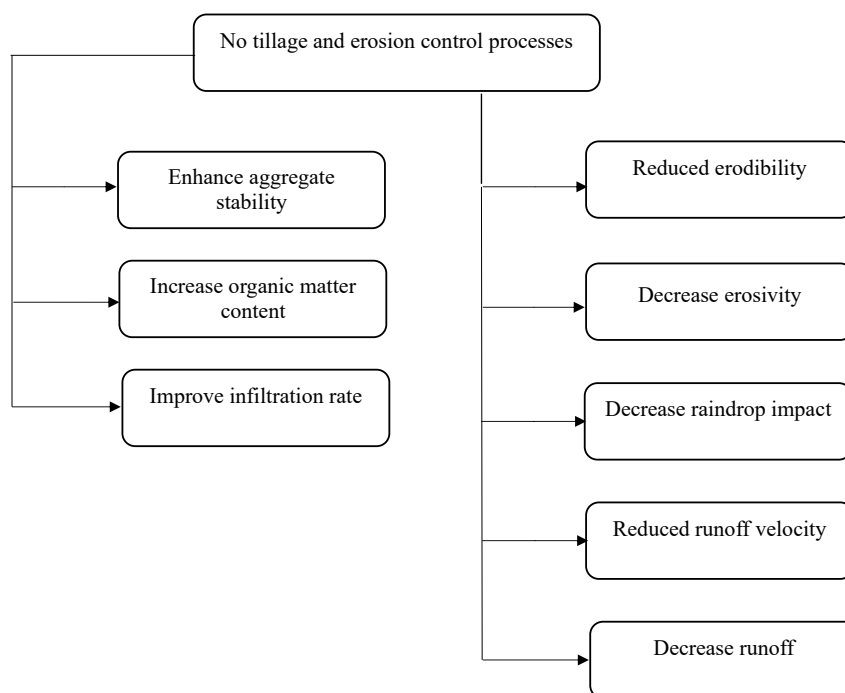 No tillage and erosion control processes
Enhance aggregate
stability
Increase organic matter
content
Improve infiltration rate
Reduced erodibility
Decrease erosivity
Decrease raindrop impact
Reduced runoff velocity
Decrease runoff